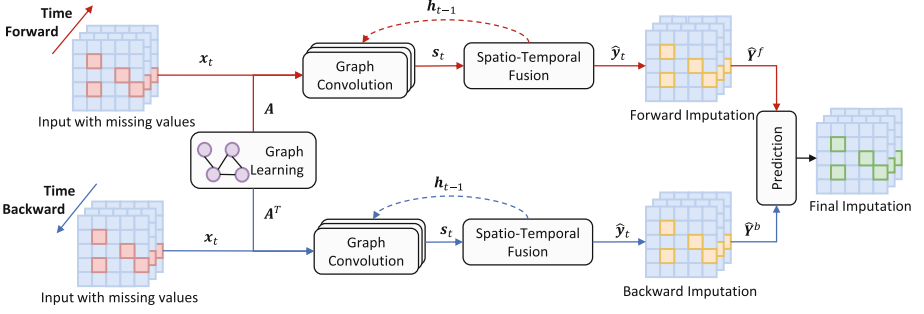 Time
Forward
x_t
Input with missing values
A
h_{t−1}
Graph
Convolution
s_t
Spatio-Temporal
Fusion
ŷ_t
Forward Imputation
Ŷ^f
Graph
Learning
Prediction
Final Imputation
Time
Backward
x_t
Input with missing values
A^T
h_{t−1}
Graph
Convolution
s_t
Spatio-Temporal
Fusion
ŷ_t
Backward Imputation
Ŷ^b